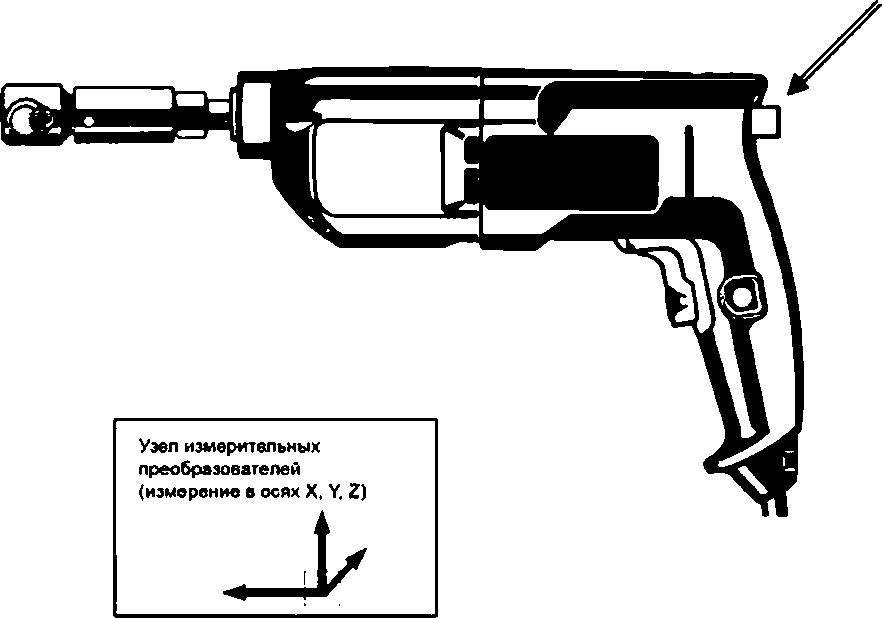 Узел измерительных
преобразователей
(измерение в осях X, Y, Z)